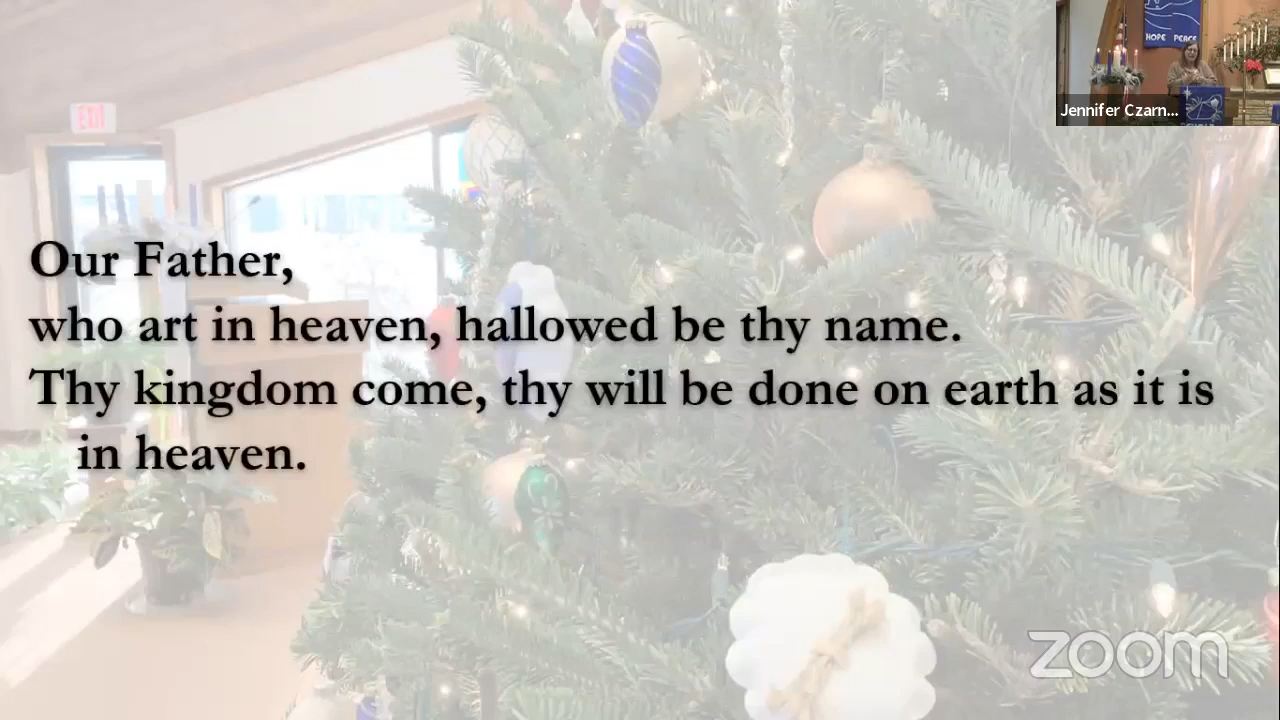 HOPE PEACE
Jennifer Czarn...
Exit
Our Father,
who art in heaven, hallowed be thy name.
Thy kingdom come, thy will be done on earth as it is
in heaven.
zoom